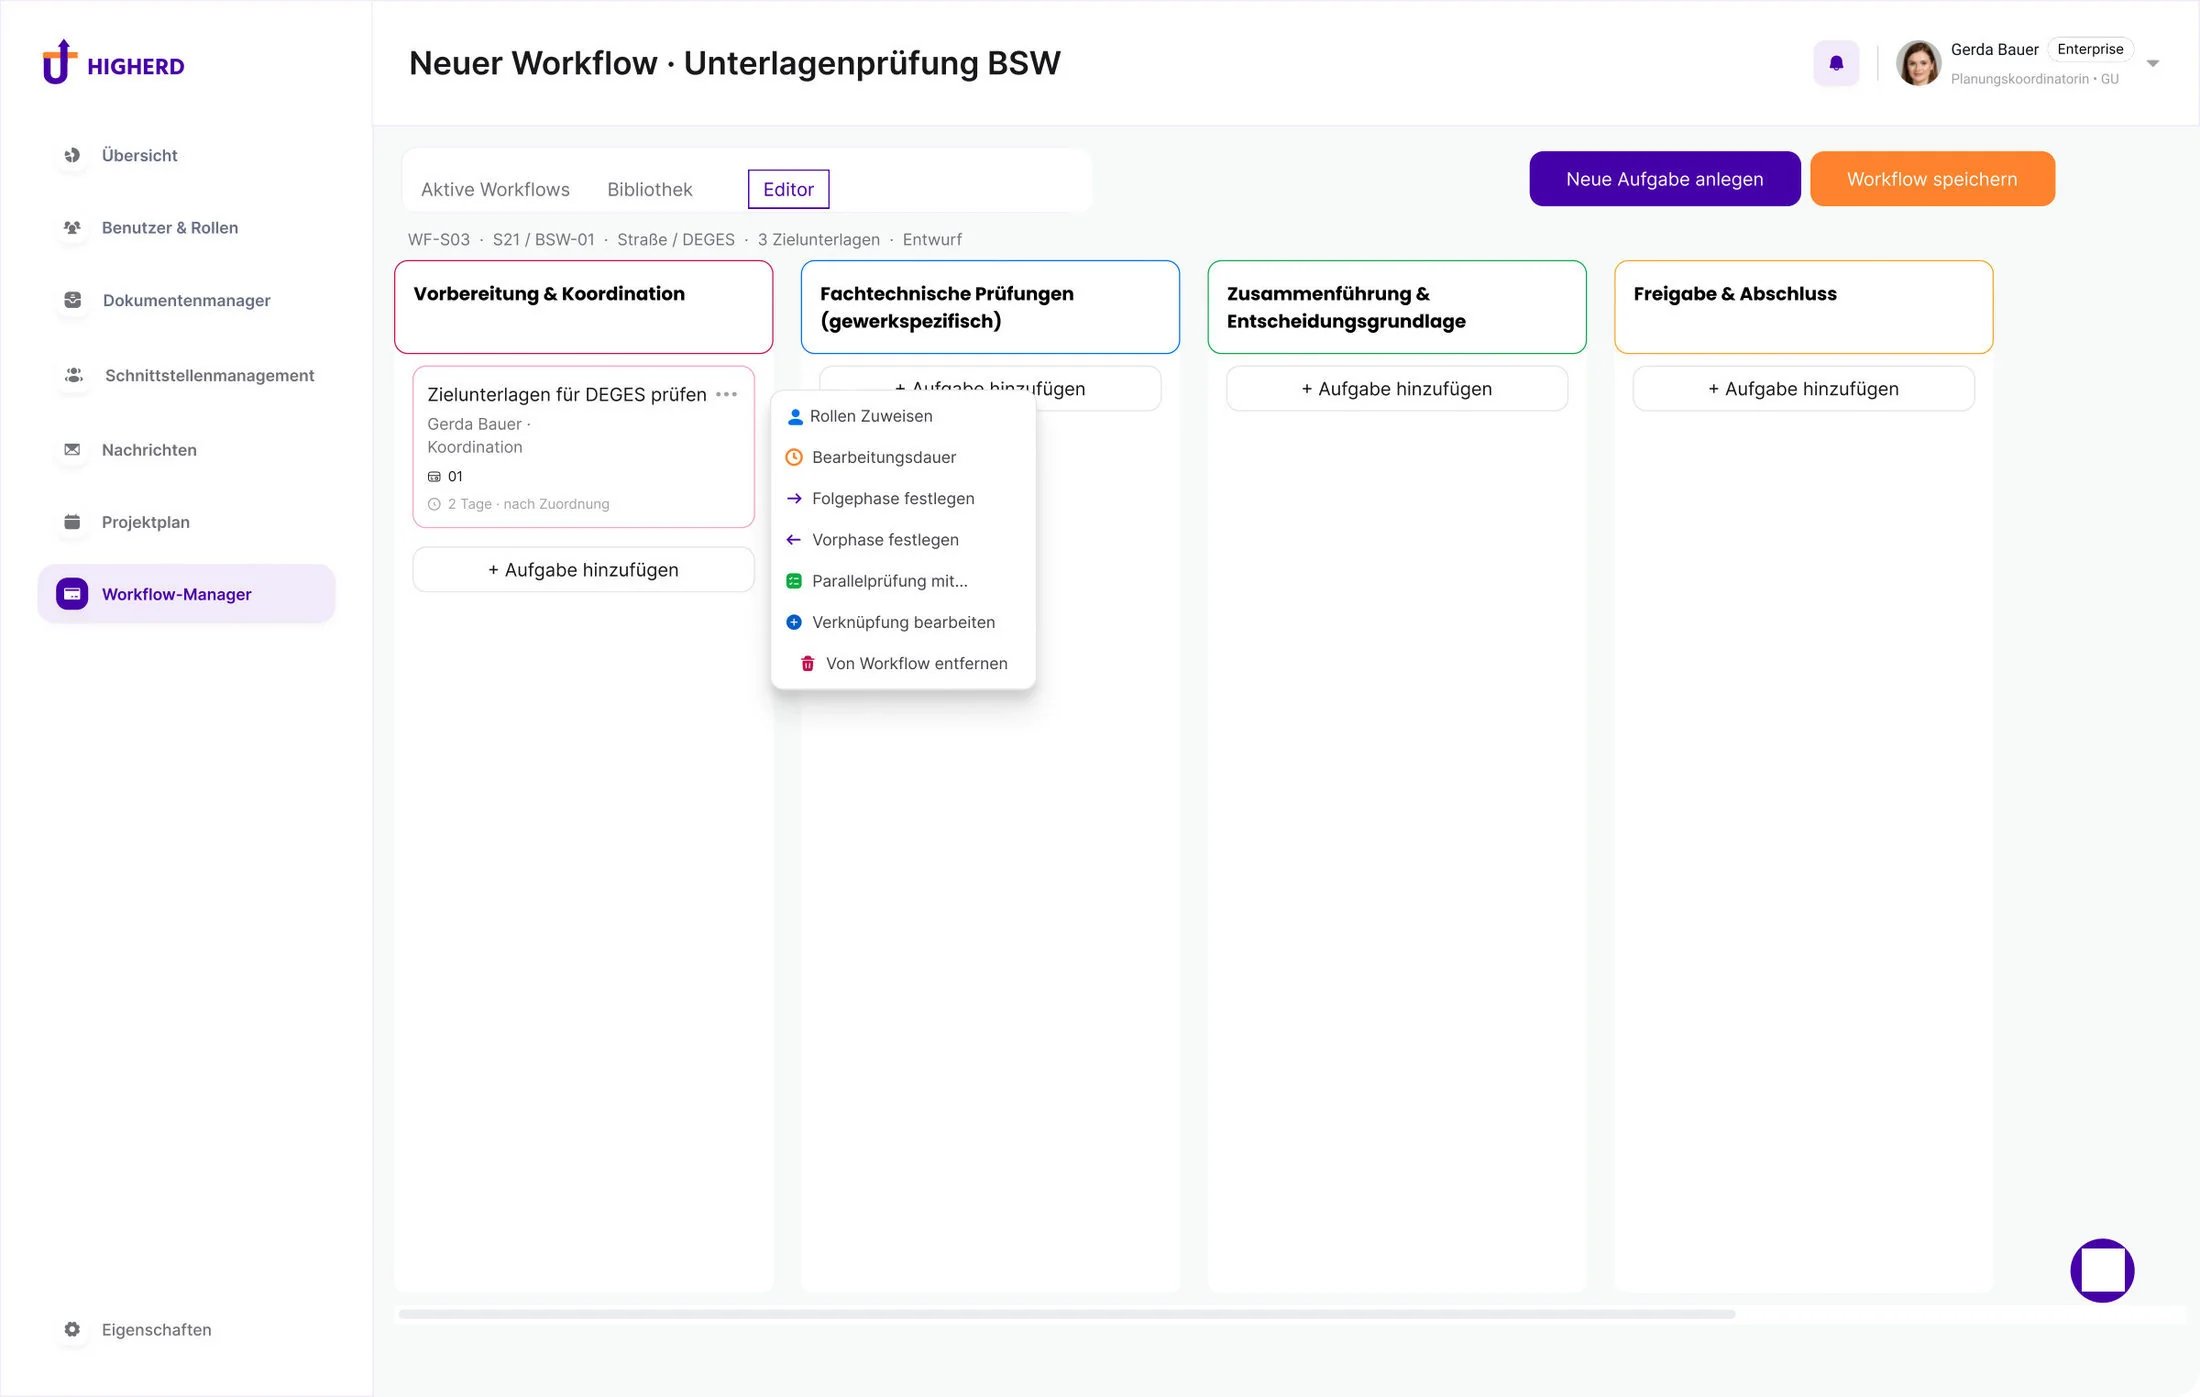 HIGHERD
Neuer Workflow · Unterlagenprüfung BSW
Gerda Bauer
Enterprise
Planungskoordinatorin • GU
Übersicht
Benutzer & Rollen
Dokumentenmanager
Schnittstellenmanagement
Nachrichten
Projektplan
Workflow-Manager
Eigenschaften
Aktive Workflows
Bibliothek
Editor
Neue Aufgabe anlegen
Workflow speichern
WF-S03 · S21 / BSW-01 · Straße / DEGES · 3 Zielunterlagen · Entwurf
Vorbereitung & Koordination
Zielunterlagen für DEGES prüfen
Gerda Bauer ·
Koordination
01
2 Tage · nach Zuordnung
+ Aufgabe hinzufügen
Fachtechnische Prüfungen
(gewerkspezifisch)
+ Aufgabe hinzufügen
Rollen Zuweisen
Bearbeitungsdauer
Folgephase festlegen
Vorphase festlegen
Parallelprüfung mit...
Verknüpfung bearbeiten
Von Workflow entfernen
Zusammenführung &
Entscheidungsgrundlage
+ Aufgabe hinzufügen
Freigabe & Abschluss
+ Aufgabe hinzufügen